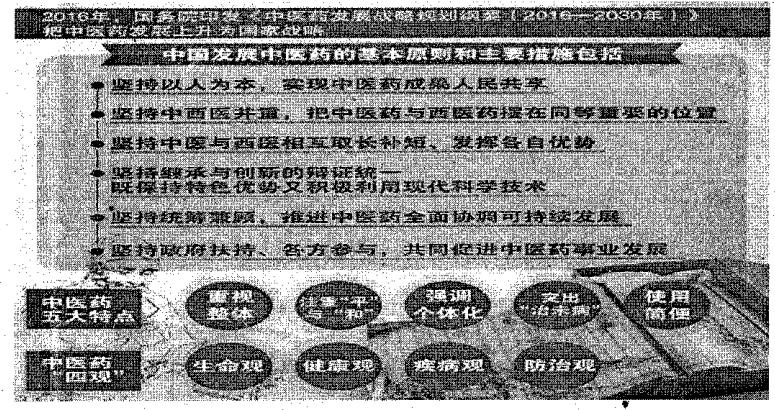 2016年，国务院印发《中医药发展战略规划纲要（2016—2030年）》
把中医药发展上升为国家战略
中国发展中医药的基本原则和主要措施包括
坚持以人为本，实现中医药成果人民共享
坚持中西医并重，把中医药与西医药摆在同等重要的位置
坚持中医与西医相互取长补短、发挥各自优势
坚持继承与创新的辩证统一
既保持特色优势又积极利用现代科学技术
坚持统筹兼顾，推进中医药全面协调可持续发展
坚持政府扶持、各方参与，共同促进中医药事业发展
中医药
五大特点
重视
整体
注重“平”
与“和”
强调
个体化
突出
“治未病”
使用
简便
中医药
“四观”
生命观
健康观
疾病观
防治观